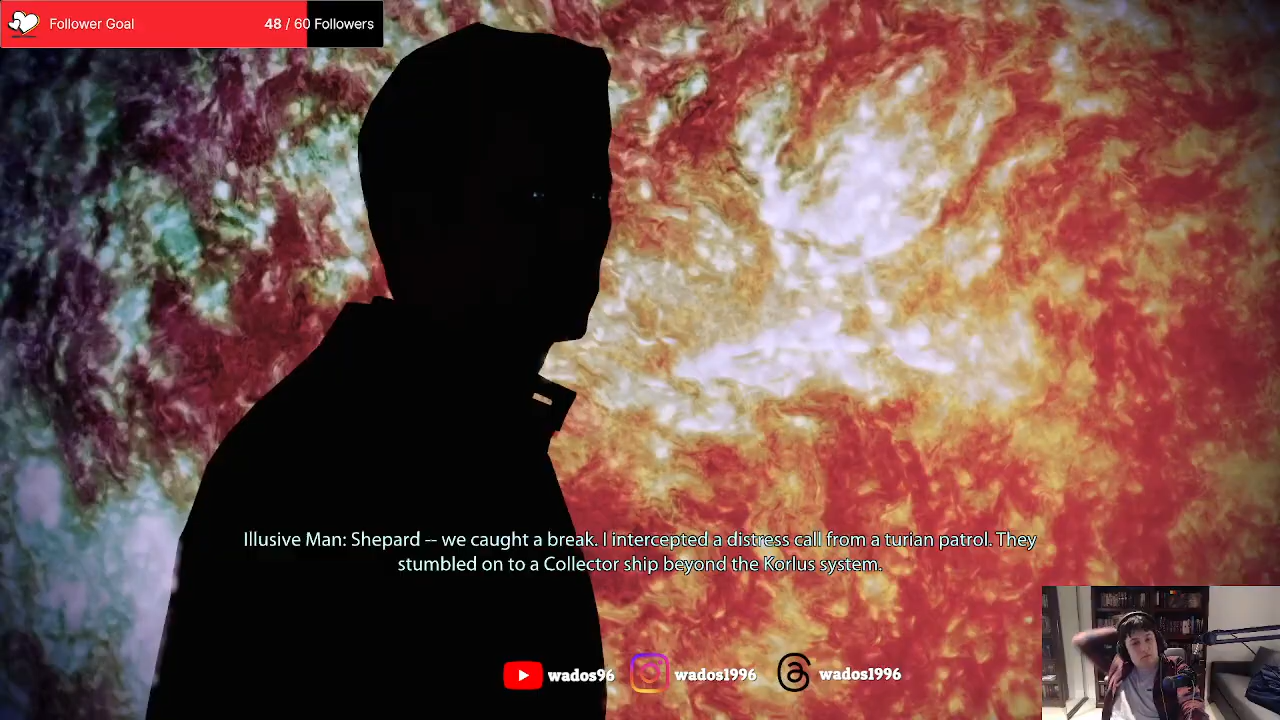 Follower Goal 48 / 60 Followers
Illusive Man: Shepard -- we caught a break. I intercepted a distress call from a turian patrol. They
stumbled on to a Collector ship beyond the Korlus system.
wados96 wados1996 wados1996